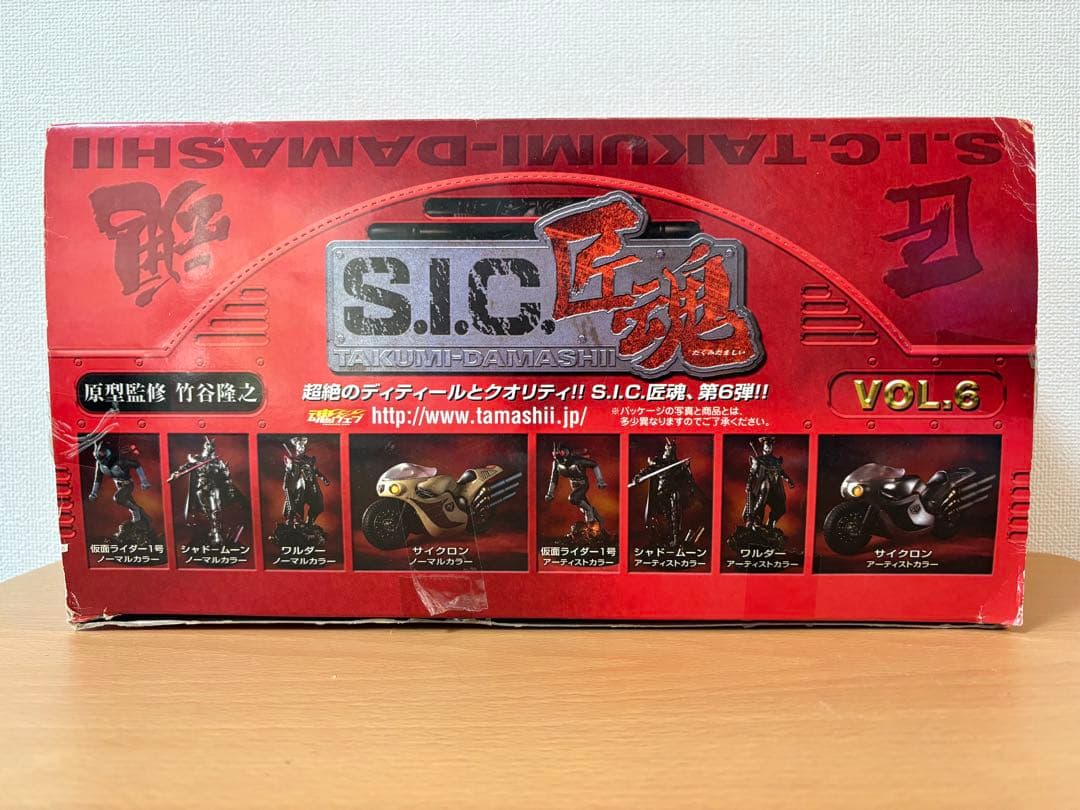 S.I.C.TAKUMI-DAMASHII
匠 魂
S.I.C.匠魂
TAKUMI-DAMASHII
たくみだましい
原型監修 竹谷隆之
超絶のディティールとクオリティ!! S.I.C.匠魂、第6弾!!
VOL.6
魂ウェブ http://www.tamashii.jp/
※パッケージの写真と商品とは、
多少異なりますのでご了承ください。
仮面ライダー1号
ノーマルカラー
シャドームーン
ノーマルカラー
ワルダー
ノーマルカラー
サイクロン
ノーマルカラー
仮面ライダー1号
アーティストカラー
シャドームーン
アーティストカラー
ワルダー
アーティストカラー
サイクロン
アーティストカラー